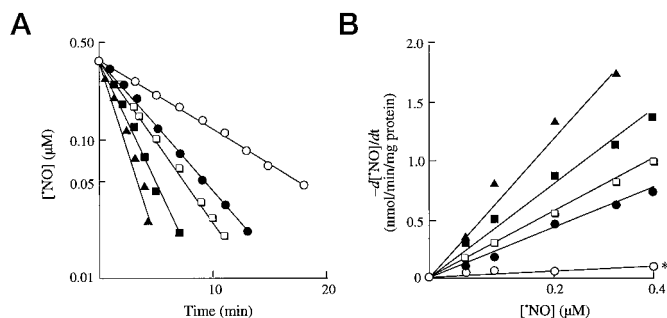 A
0.50
0.10
0.05
0.01
[•NO] (µM)
0
10
20
Time (min)
B
2.0
1.5
1.0
0.5
0
−d[•NO]/dt
(nmol/min/mg protein)
*
0
0.2
0.4
[•NO] (µM)